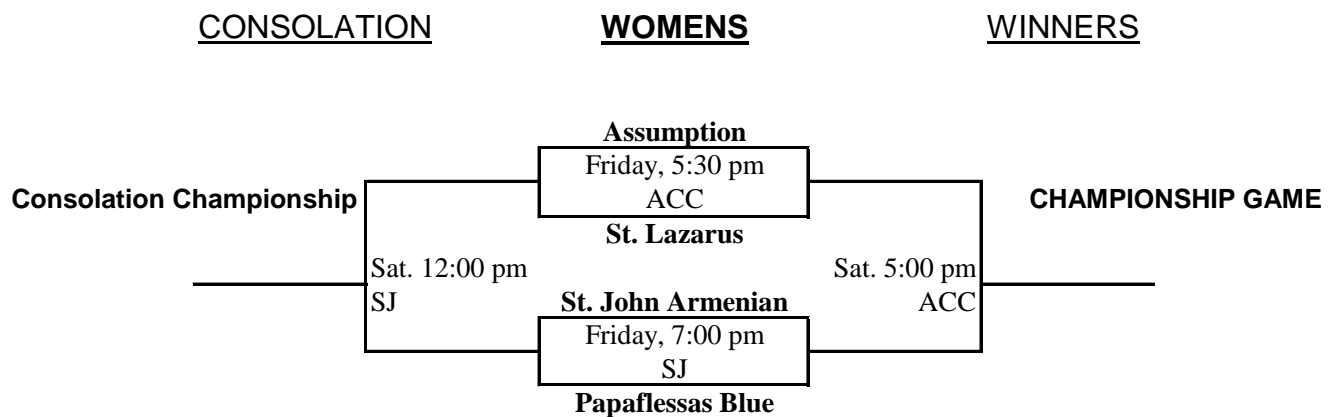 CONSOLATION WOMENS WINNERS
Assumption
Friday, 5:30 pm
Consolation Championship ACC CHAMPIONSHIP GAME
St. Lazarus
Sat. 12:00 pm Sat. 5:00 pm
SJ St. John Armenian ACC
Friday, 7:00 pm
SJ
Papaflessas Blue